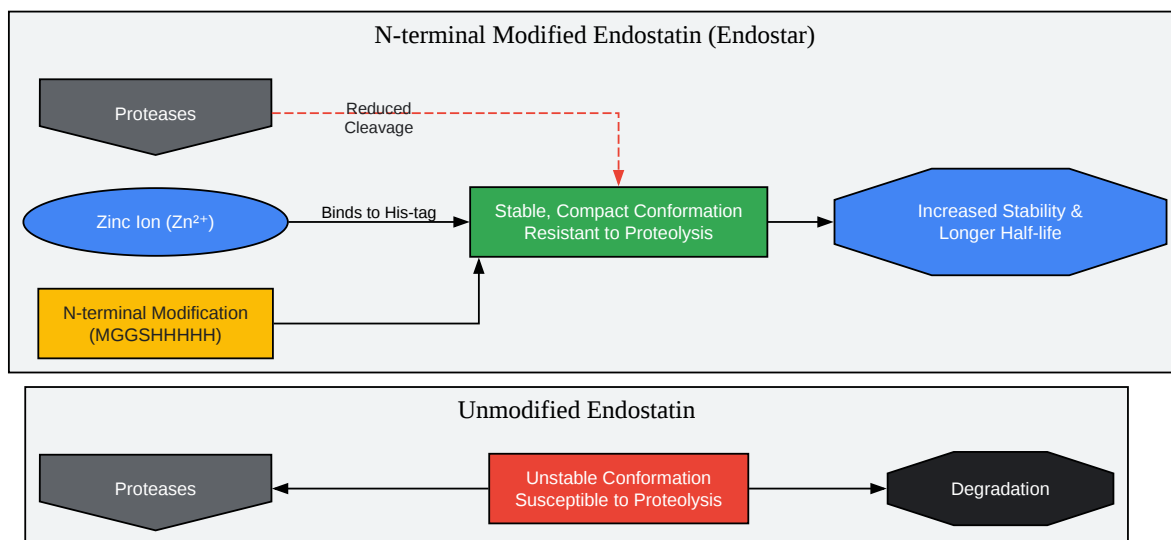 N-terminal Modified Endostatin (Endostar)
Proteases
Reduced
Cleavage
Zinc Ion (Zn²⁺)
Binds to His-tag
Stable, Compact Conformation
Resistant to Proteolysis
Increased Stability &
Longer Half-life
N-terminal Modification
(MGGSHHHHH)
Unmodified Endostatin
Proteases
Unstable Conformation
Susceptible to Proteolysis
Degradation